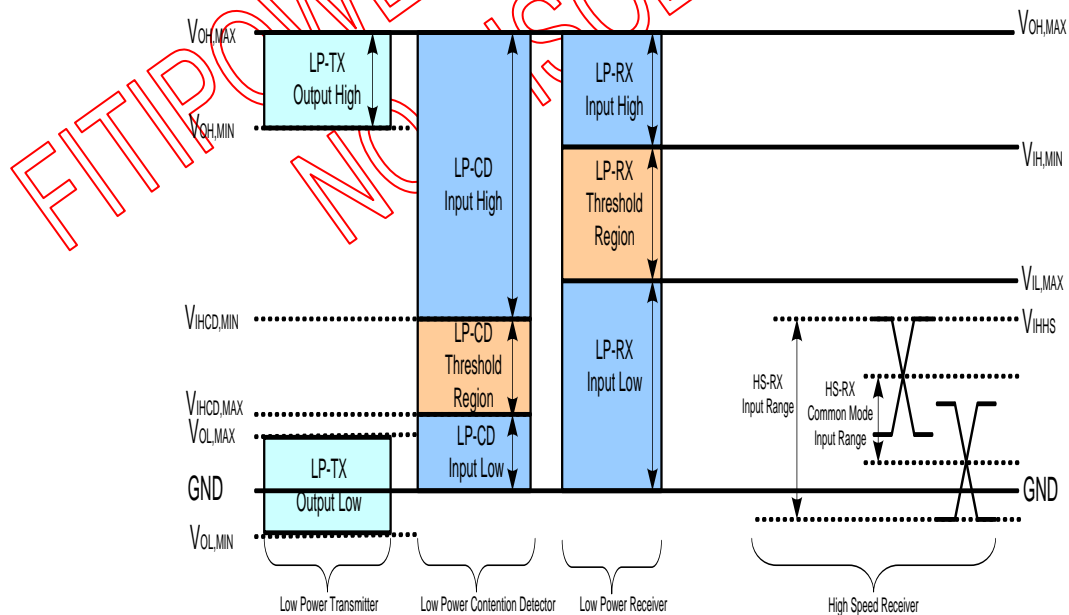 FITIPOWE
NO
VOH,MAX
VOH,MAX
LP-TX
Output High
VOH,MIN
LP-CD
Input High
LP-RX
Input High
VIH,MIN
LP-RX
Threshold
Region
VIL,MAX
VIHCD,MIN
LP-CD
Threshold
Region
VIHCD,MAX
LP-RX
Input Low
VIHHS
HS-RX
Input Range
HS-RX
Common Mode
Input Range
VOL,MAX
LP-CD
Input Low
LP-TX
Output Low
GND
GND
VOL,MIN
Low Power Transmitter
Low Power Contention Detector
Low Power Receiver
High Speed Receiver